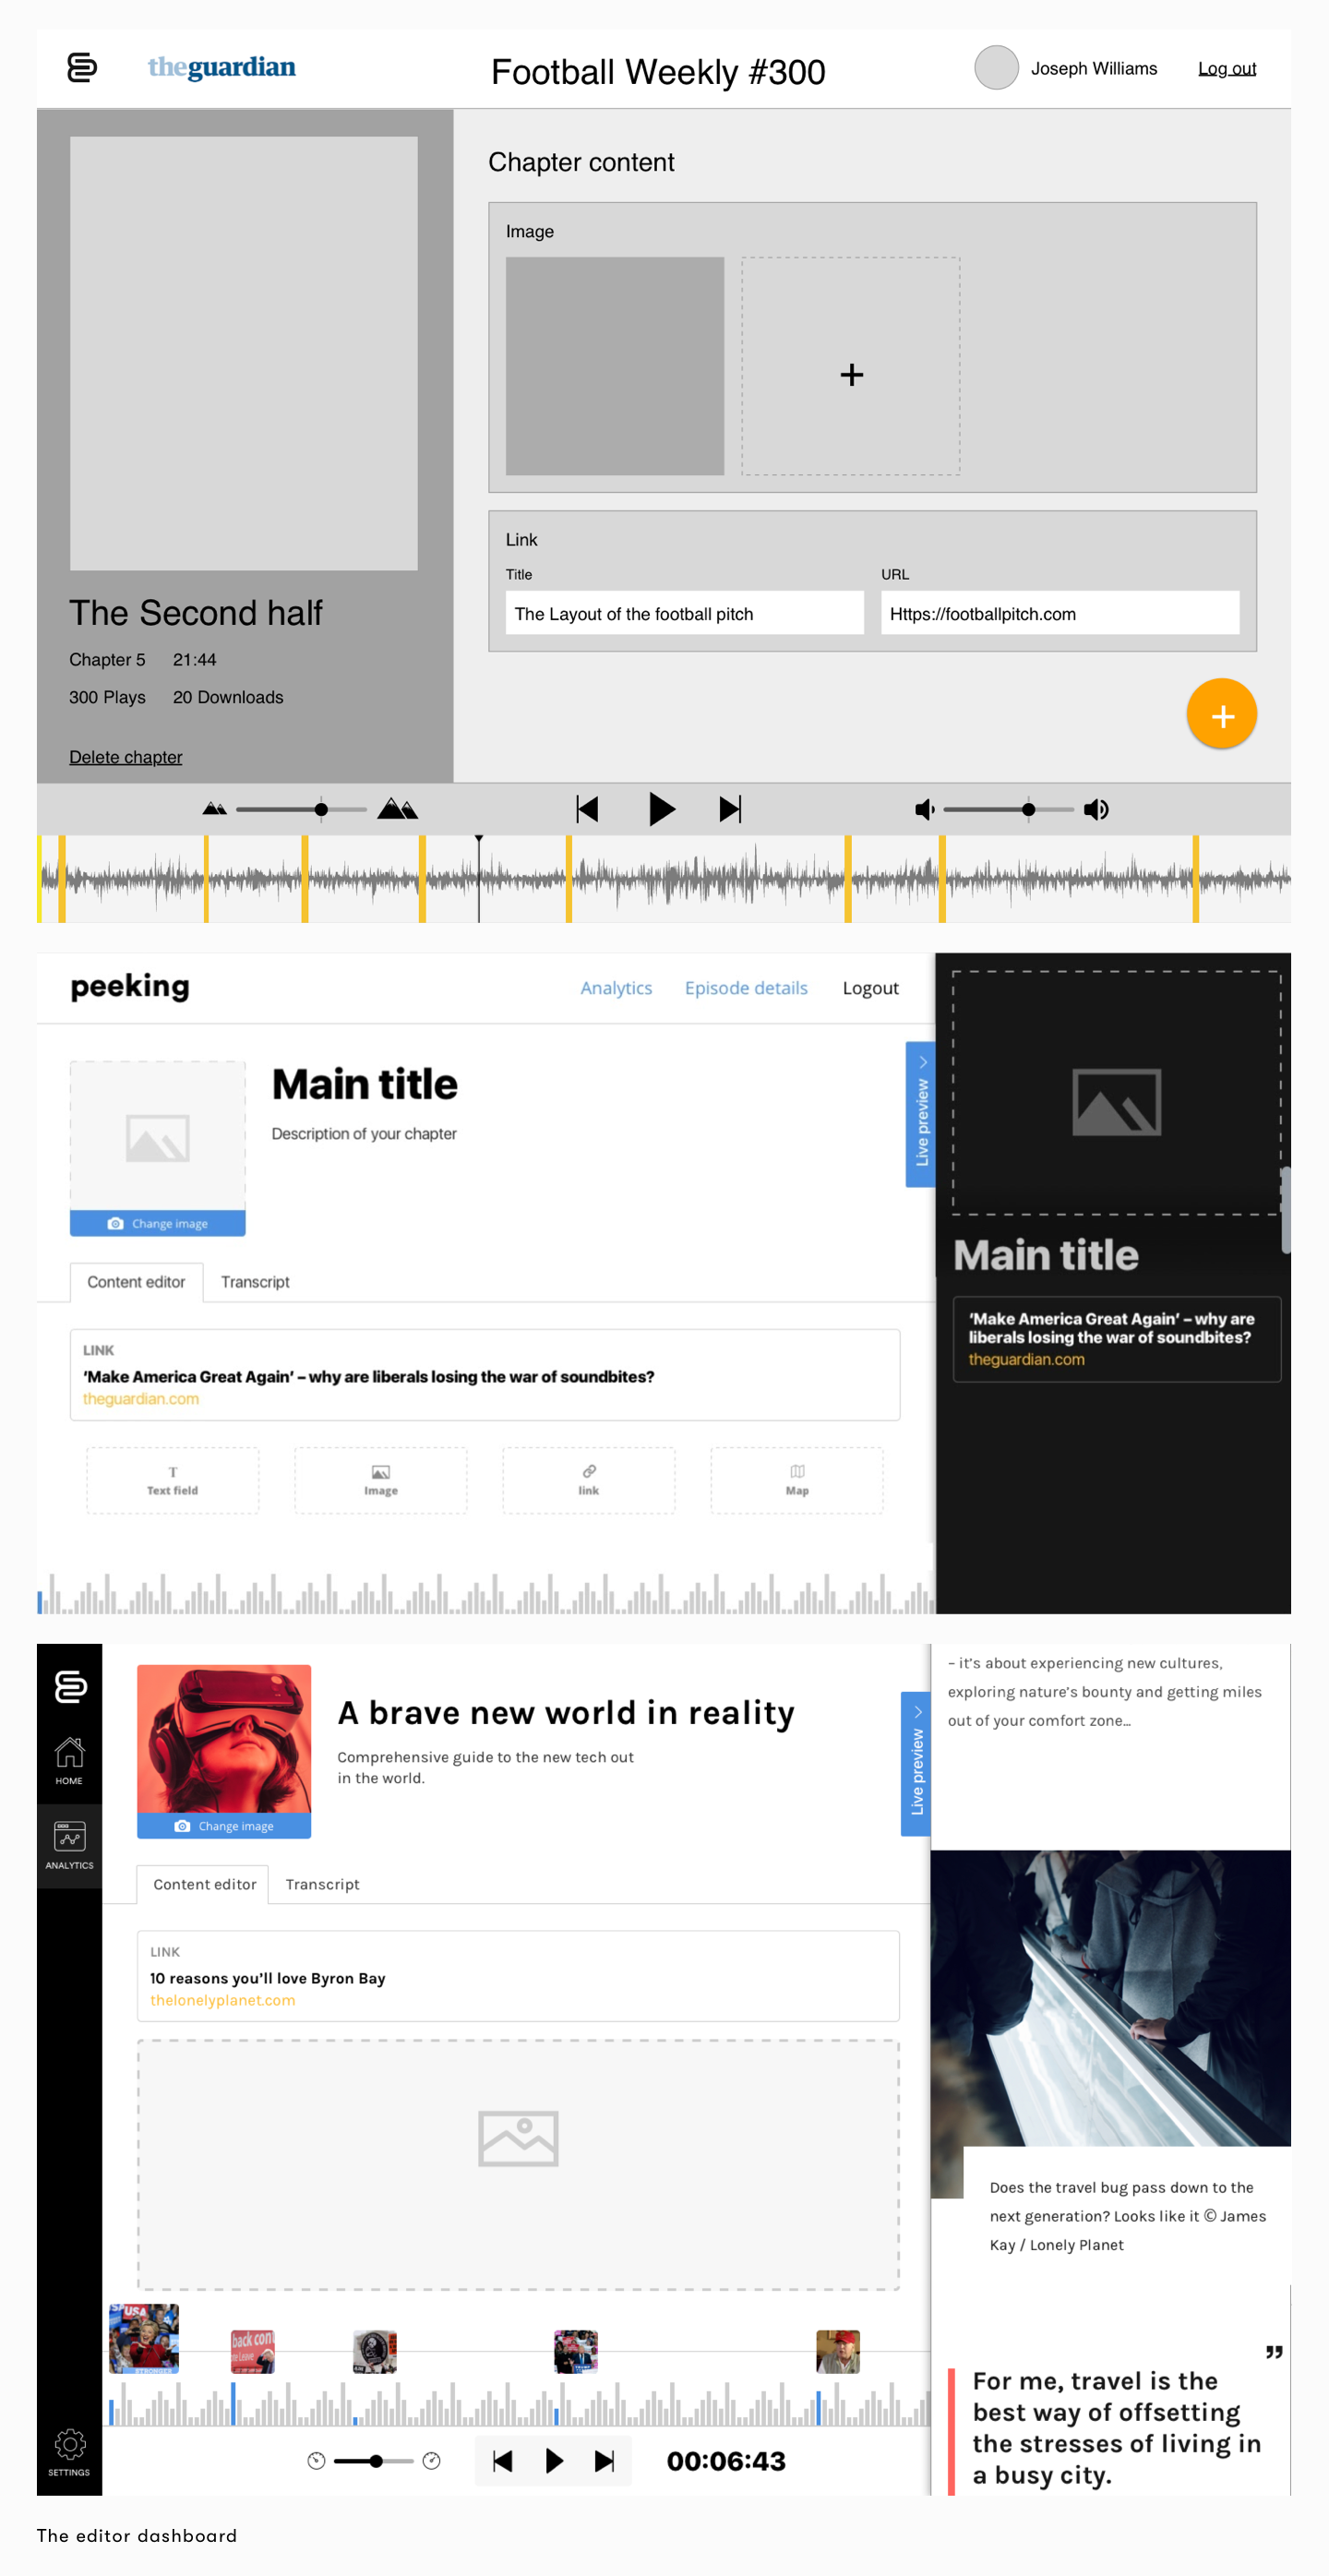 theguardian
Football Weekly #300
Joseph Williams
Log out
Chapter content
Image
+
Link
Title
URL
The Layout of the football pitch
Https://footballpitch.com
The Second half
Chapter 5
21:44
300 Plays
20 Downloads
Delete chapter
+
peeking
Analytics
Episode details
Logout
Main title
Description of your chapter
Change image
Live preview
Content editor
Transcript
LINK
‘Make America Great Again’ – why are liberals losing the war of soundbites?
theguardian.com
T
Text field
Image
link
Map
Main title
‘Make America Great Again’ – why are
liberals losing the war of soundbites?
theguardian.com
HOME
ANALYTICS
SETTINGS
A brave new world in reality
Comprehensive guide to the new tech out
in the world.
Change image
Live preview
Content editor
Transcript
LINK
10 reasons you’ll love Byron Bay
thelonelyplanet.com
USA
back con
00:06:43
– it’s about experiencing new cultures,
exploring nature’s bounty and getting miles
out of your comfort zone…
Does the travel bug pass down to the
next generation? Looks like it © James
Kay / Lonely Planet
”
For me, travel is the
best way of offsetting
the stresses of living in
a busy city.
The editor dashboard